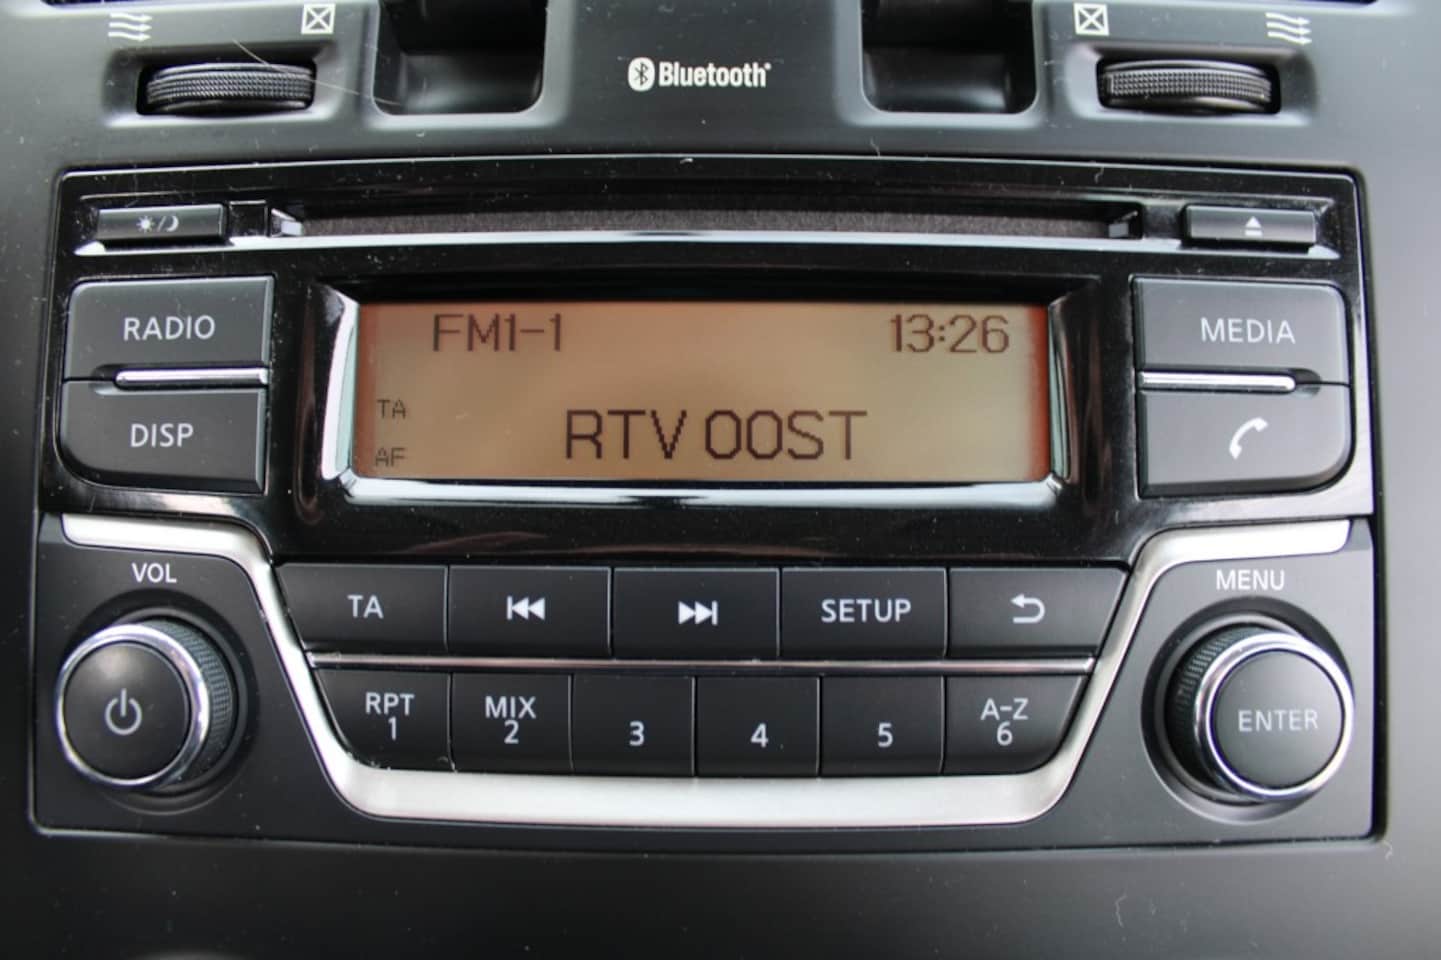 Bluetooth
RADIO
MEDIA
FM1-1 13:26
TA
AF
RTV OOST
DISP
VOL
MENU
TA
SETUP
RPT
1
MIX
2
3
4
5
A-Z
6
ENTER